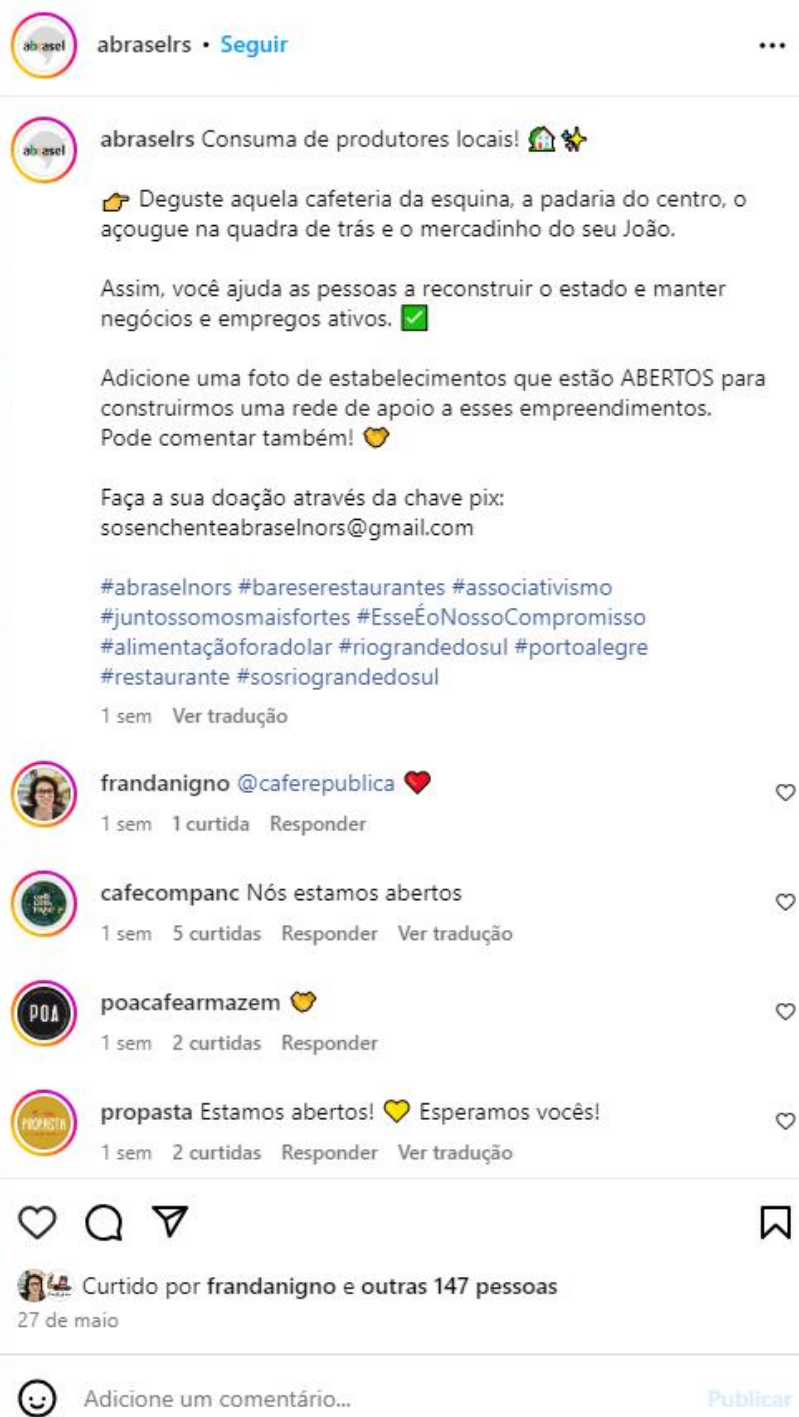 abrasel
abraselrs • Seguir
abrasel
abraselrs Consuma de produtores locais! 🏠✨
👉 Deguste aquela cafeteria da esquina, a padaria do centro, o
açougue na quadra de trás e o mercadinho do seu João.
Assim, você ajuda as pessoas a reconstruir o estado e manter
negócios e empregos ativos. ✅
Adicione uma foto de estabelecimentos que estão ABERTOS para
construirmos uma rede de apoio a esses empreendimentos.
Pode comentar também! 🤝
Faça a sua doação através da chave pix:
sosenchenteabraselnors@gmail.com
#abraselnors #bareserestaurantes #associativismo
#juntossomosmaisfortes #EsseÉoNossoCompromisso
#alimentaçãoforadolar #riograndedosul #portoalegre
#restaurante #sosriograndedosul
1 sem Ver tradução
frandanigno @caferepublica ❤️
1 sem 1 curtida Responder
cafecompanc Nós estamos abertos
1 sem 5 curtidas Responder Ver tradução
POA
poacafearmazem 🤝
1 sem 2 curtidas Responder
PROPASTA
propasta Estamos abertos! 💛 Esperamos vocês!
1 sem 2 curtidas Responder Ver tradução
Curtido por frandanigno e outras 147 pessoas
27 de maio
Adicione um comentário... Publicar